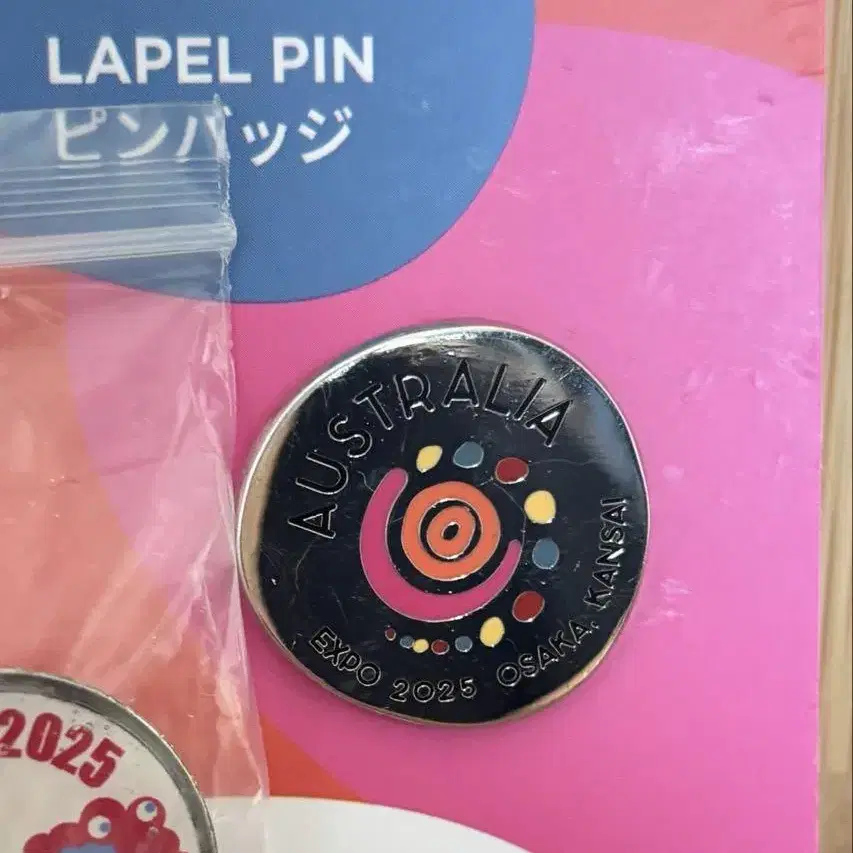 LAPEL PIN
ピンバッジ
AUSTRALIA
EXPO 2025 OSAKA, KANSAI
2025